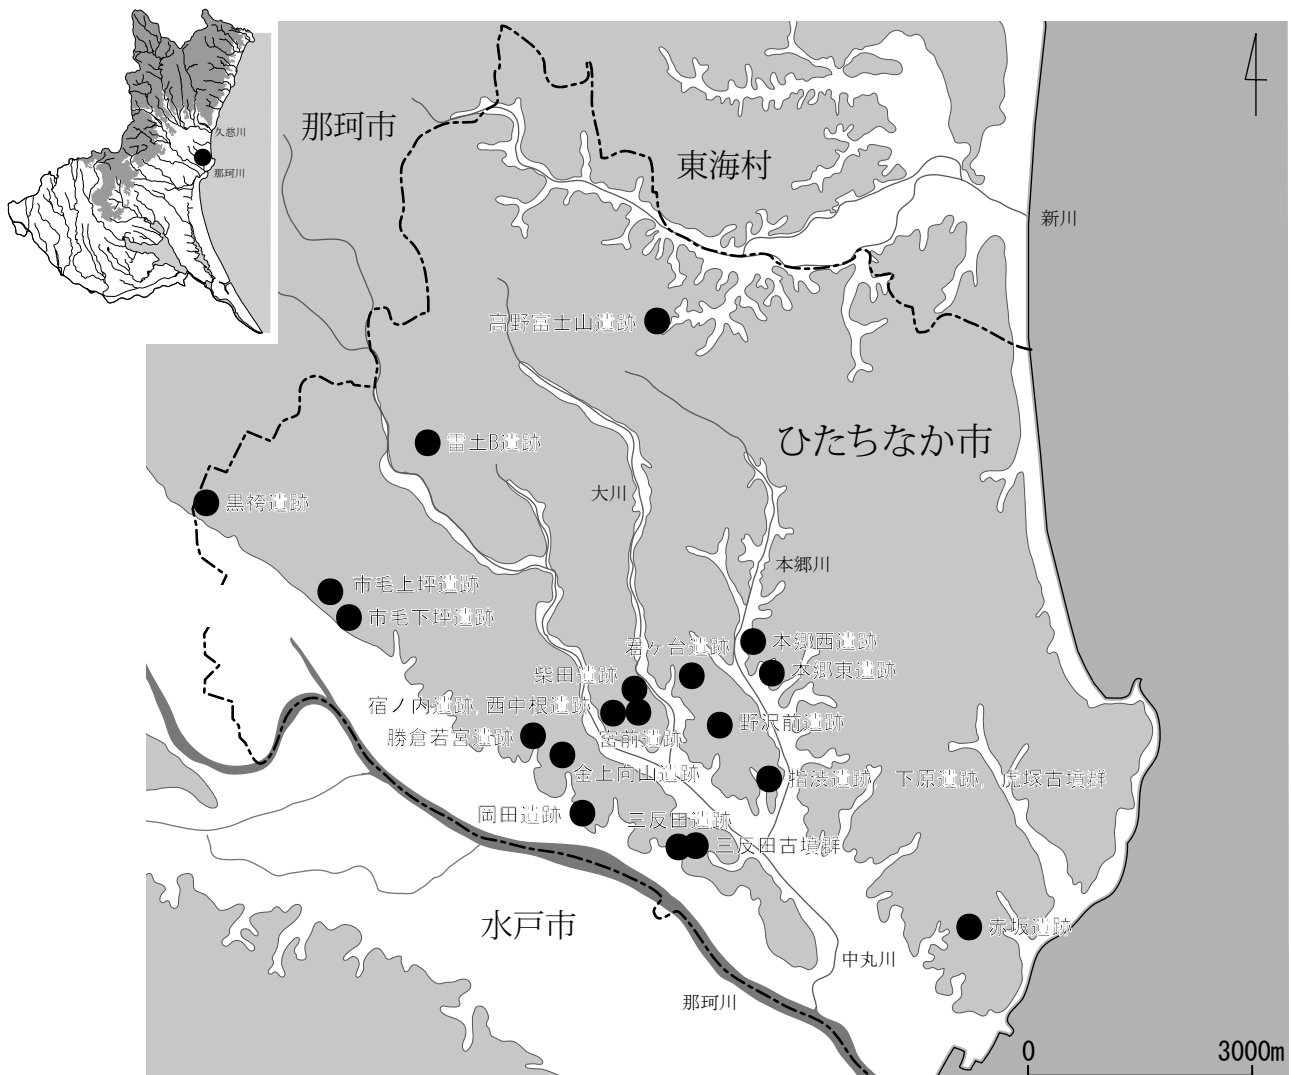 久慈川
那珂川
那珂市
東海村
新川
高野富士山遺跡
ひたちなか市
雷土B遺跡
大川
黒袴遺跡
本郷川
市毛上坪遺跡
市毛下坪遺跡
君ヶ台遺跡
本郷西遺跡
本郷東遺跡
柴田遺跡
宿ノ内遺跡, 西中根遺跡
野沢前遺跡
勝倉若宮遺跡
宮前遺跡
金上向山遺跡
指渋遺跡, 下原遺跡, 虎塚古墳群
岡田遺跡
三反田遺跡
三反田古墳群
水戸市
赤坂遺跡
中丸川
那珂川
0 3000m